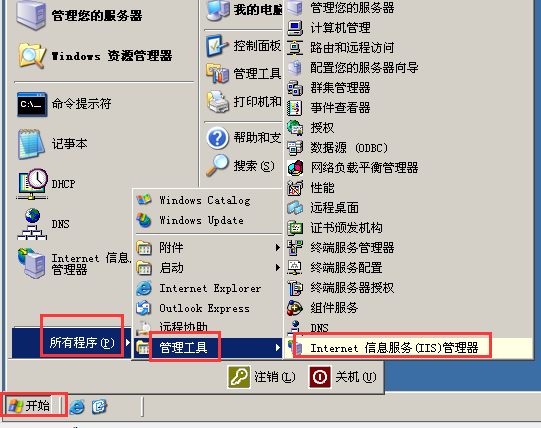 管理您的服务器
Windows 资源管理器
命令提示符
记事本
DHCP
DNS
Internet 信息
管理器
所有程序(P)
我的电脑
控制面板
管理工具
打印机和
帮助和支
搜索(S)
Windows Catalog
Windows Update
附件
启动
Internet Explorer
Outlook Express
远程协助
管理工具
管理您的服务器
计算机管理
路由和远程访问
配置您的服务器向导
群集管理器
事件查看器
授权
数据源 (ODBC)
网络负载平衡管理器
性能
远程桌面
证书颁发机构
终端服务管理器
终端服务配置
终端服务器授权
组件服务
DNS
Internet 信息服务(IIS)管理器
注销(L)
关机(U)
开始